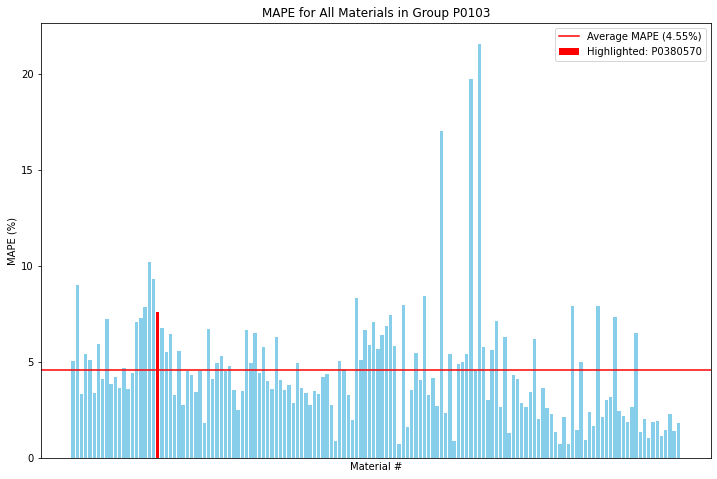 MAPE for All Materials in Group P0103
Average MAPE (4.55%)
Highlighted: P0380570
MAPE (%)
20
15
10
5
0
Material #